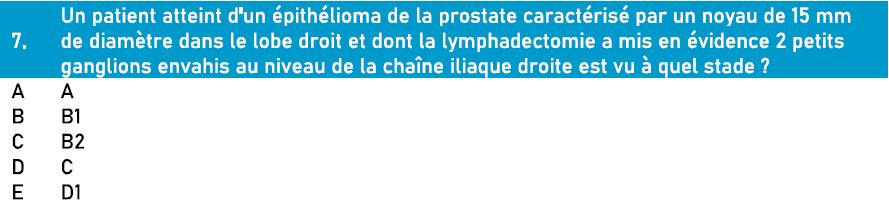 Un patient atteint d'un épithélioma de la prostate caractérisé par un noyau de 15 mm
7. de diamètre dans le lobe droit et dont la lymphadectomie a mis en évidence 2 petits
ganglions envahis au niveau de la chaîne iliaque droite est vu à quel stade ?
A A
B B1
C B2
D C
E D1